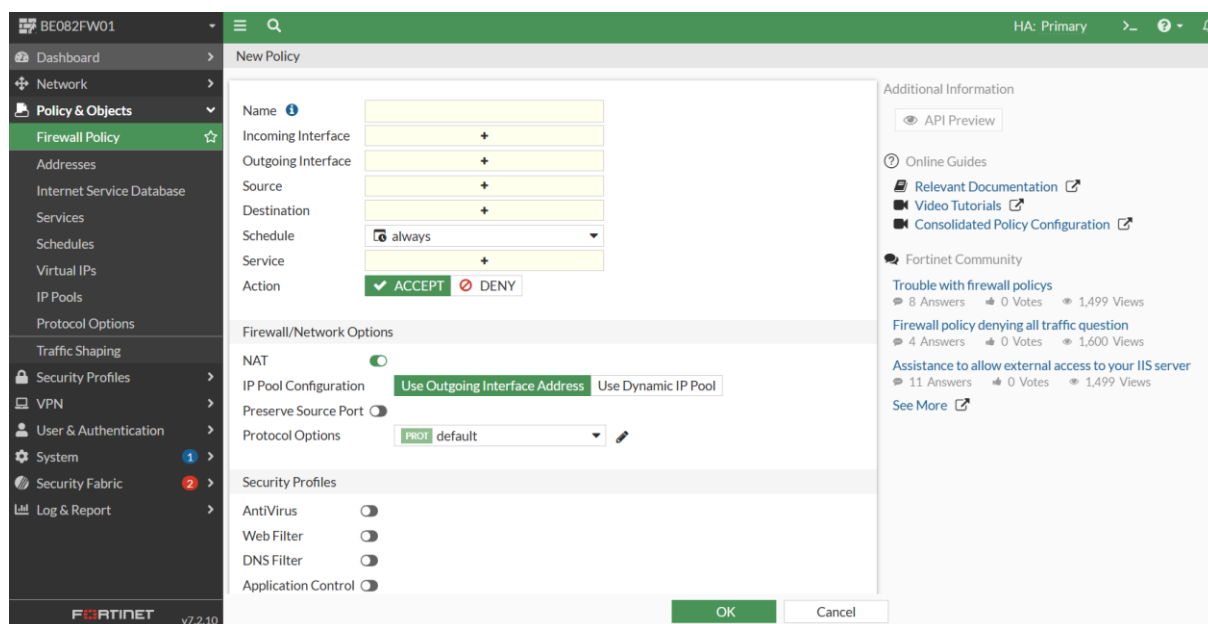 BE082FW01
HA: Primary
>_
Dashboard
Network
Policy & Objects
Firewall Policy
Addresses
Internet Service Database
Services
Schedules
Virtual IPs
IP Pools
Protocol Options
Traffic Shaping
Security Profiles
VPN
User & Authentication
System 1
Security Fabric 2
Log & Report
FORTINET v7.2.10
New Policy
Name
Incoming Interface +
Outgoing Interface +
Source +
Destination +
Schedule always
Service +
Action ACCEPT DENY
Firewall/Network Options
NAT
IP Pool Configuration Use Outgoing Interface Address Use Dynamic IP Pool
Preserve Source Port
Protocol Options PROT default
Security Profiles
AntiVirus
Web Filter
DNS Filter
Application Control
OK Cancel
Additional Information
API Preview
Online Guides
Relevant Documentation
Video Tutorials
Consolidated Policy Configuration
Fortinet Community
Trouble with firewall policys
8 Answers 0 Votes 1,499 Views
Firewall policy denying all traffic question
4 Answers 0 Votes 1,600 Views
Assistance to allow external access to your IIS server
11 Answers 0 Votes 1,499 Views
See More